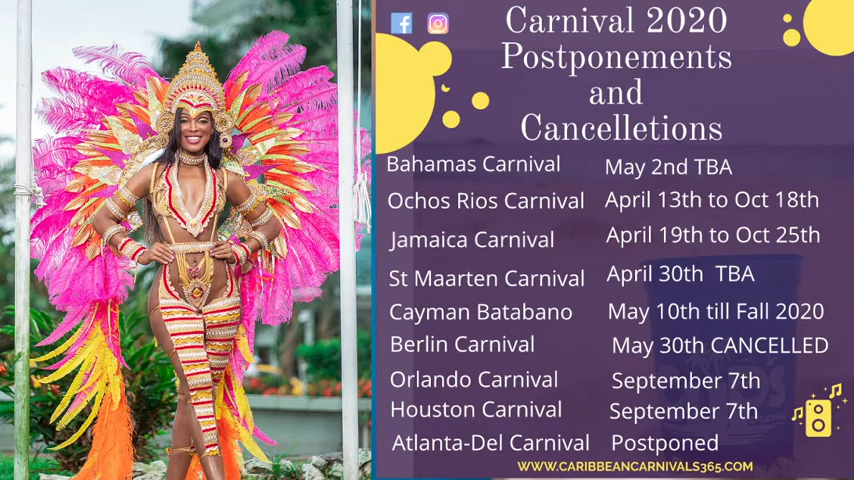 Carnival 2020
Postponements
and
Cancelletions
Bahamas Carnival May 2nd TBA
Ochos Rios Carnival April 13th to Oct 18th
Jamaica Carnival April 19th to Oct 25th
St Maarten Carnival April 30th TBA
Cayman Batabano May 10th till Fall 2020
Berlin Carnival May 30th CANCELLED
Orlando Carnival September 7th
Houston Carnival September 7th
Atlanta-Del Carnival Postponed
WWW.CARIBBEANCARNIVALS365.COM